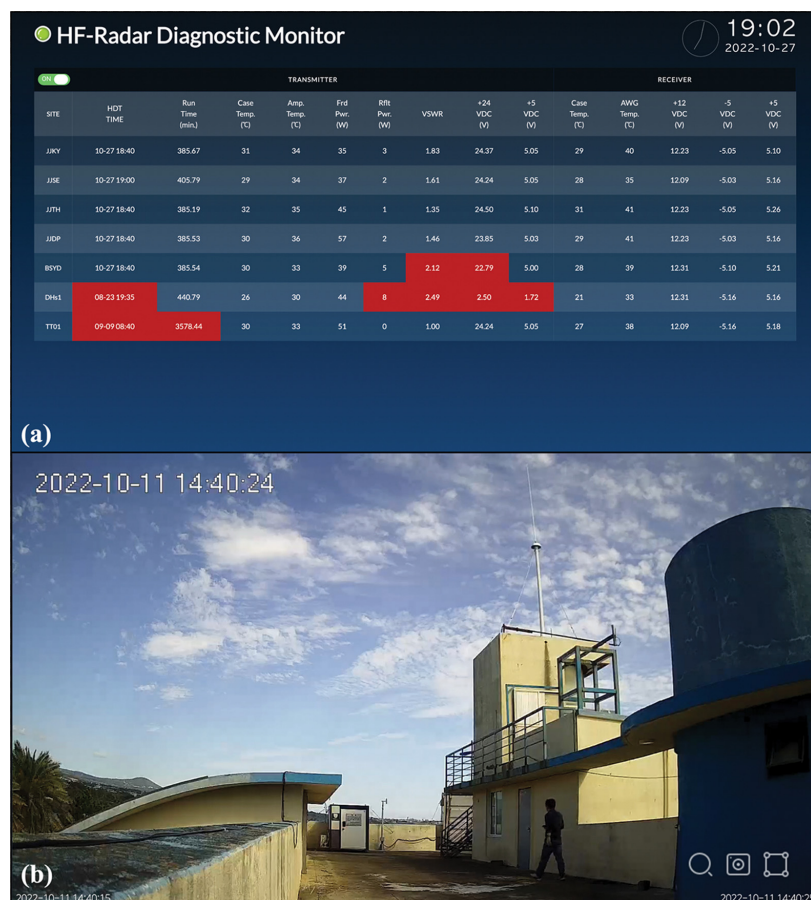 HF-Radar Diagnostic Monitor
19:02
2022-10-27
ON
TRANSMITTER RECEIVER
SITE HDT TIME Run Time (min.) Case Temp. (℃) Amp. Temp. (℃) Frd Pwr. (W) Rflt Pwr. (W) VSWR +24 VDC (V) +5 VDC (V) Case Temp. (℃) AWG Temp. (℃) +12 VDC (V) -5 VDC (V) +5 VDC (V)
JJKY 10-27 18:40 385.67 31 34 35 3 1.83 24.37 5.05 29 40 12.23 -5.05 5.10
JJSE 10-27 19:00 405.79 29 34 37 2 1.61 24.24 5.05 28 35 12.09 -5.03 5.16
JJTH 10-27 18:40 385.19 32 35 45 1 1.35 24.50 5.10 31 41 12.23 -5.05 5.26
JJDP 10-27 18:40 385.53 30 36 57 2 1.46 23.85 5.03 29 41 12.23 -5.03 5.16
BSYD 10-27 18:40 385.54 30 33 39 5 2.12 22.79 5.00 28 39 12.31 -5.10 5.21
DHs1 08-23 19:35 440.79 26 30 44 8 2.49 2.50 1.72 21 33 12.31 -5.16 5.16
TT01 09-09 08:40 3578.44 30 33 51 0 1.00 24.24 5.05 27 38 12.09 -5.16 5.18
(a)
2022-10-11 14:40:24
(b)
2022-10-11 14:40:15